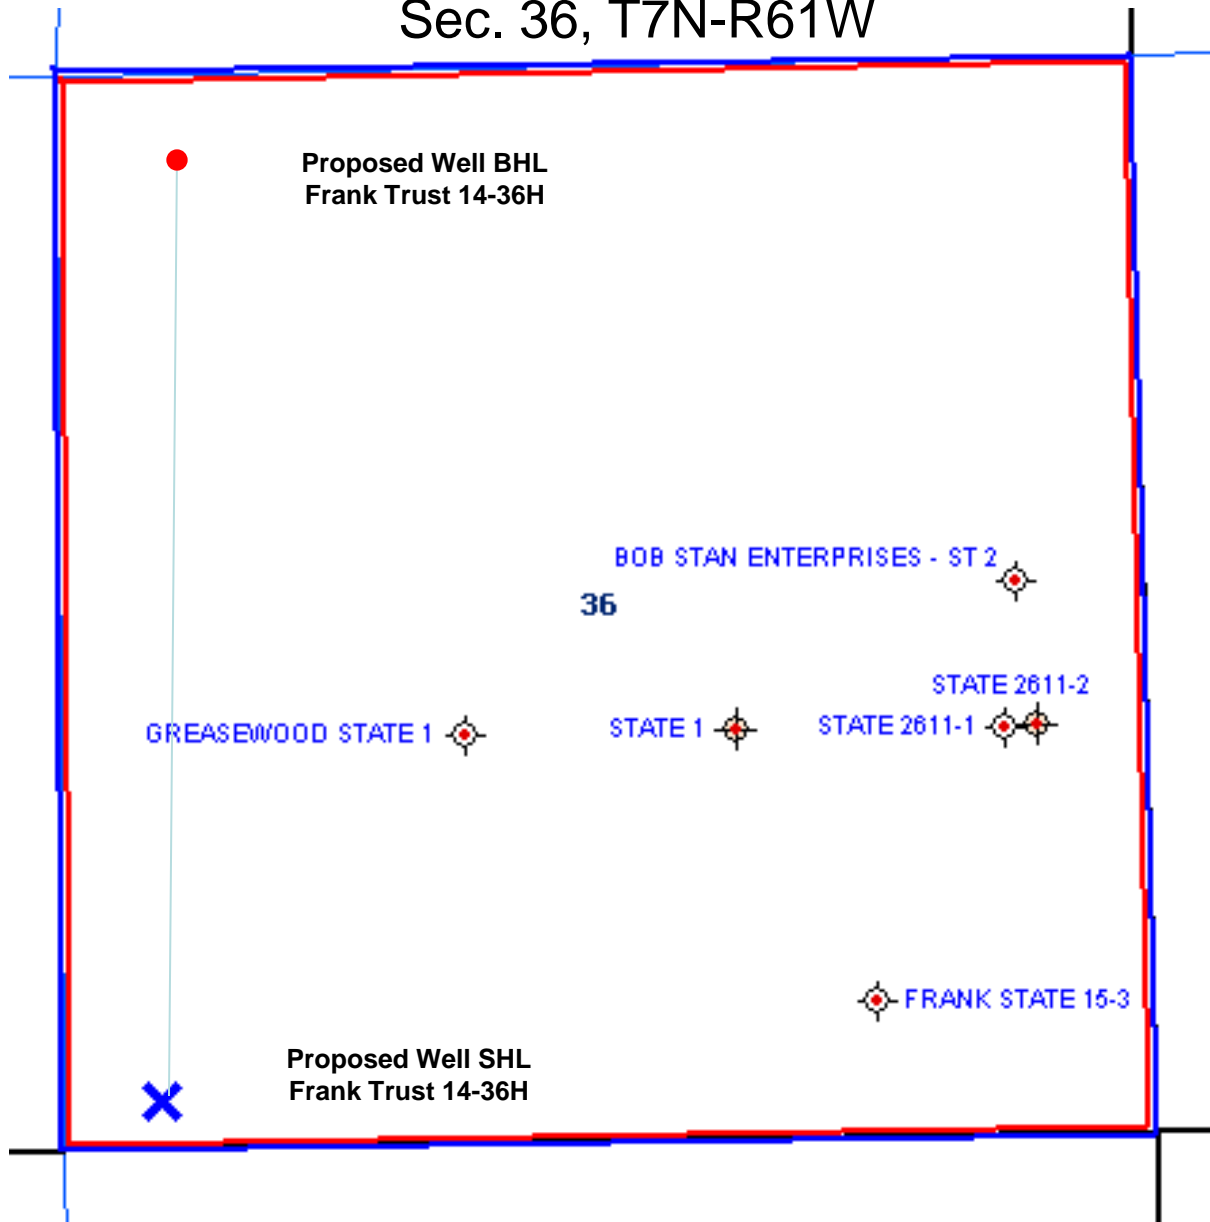 Sec. 36, T7N-R61W
Proposed Well BHL
Frank Trust 14-36H
BOB STAN ENTERPRISES - ST 2
36
STATE 2611-2
GREASEWOOD STATE 1
STATE 1
STATE 2611-1
FRANK STATE 15-3
Proposed Well SHL
Frank Trust 14-36H